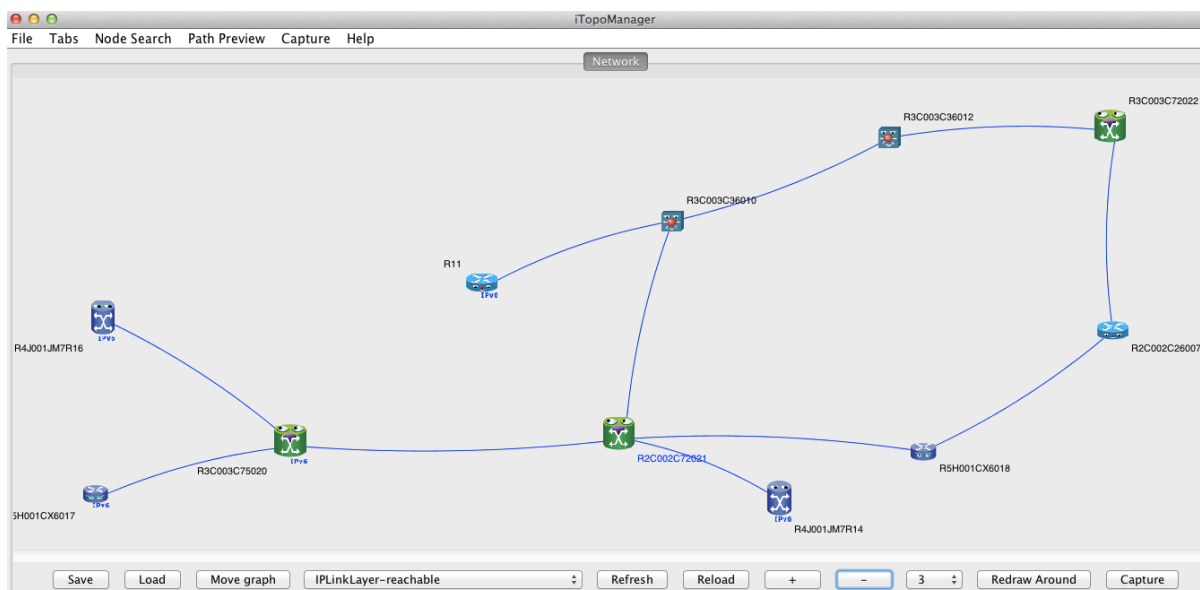 iTopoManager
File Tabs Node Search Path Preview Capture Help
Network
R3C003C72022
R3C003C36012
R3C003C36010
R11
IPv6
IPv6
R4J001JM7R16
R2C002C26007
IPv6
R2C002C72021
R3C003C75020
R5H001CX6018
IPv6
5H001CX6017
IPv6
R4J001JM7R14
Save Load Move graph IPLinkLayer-reachable Refresh Reload + - 3 Redraw Around Capture